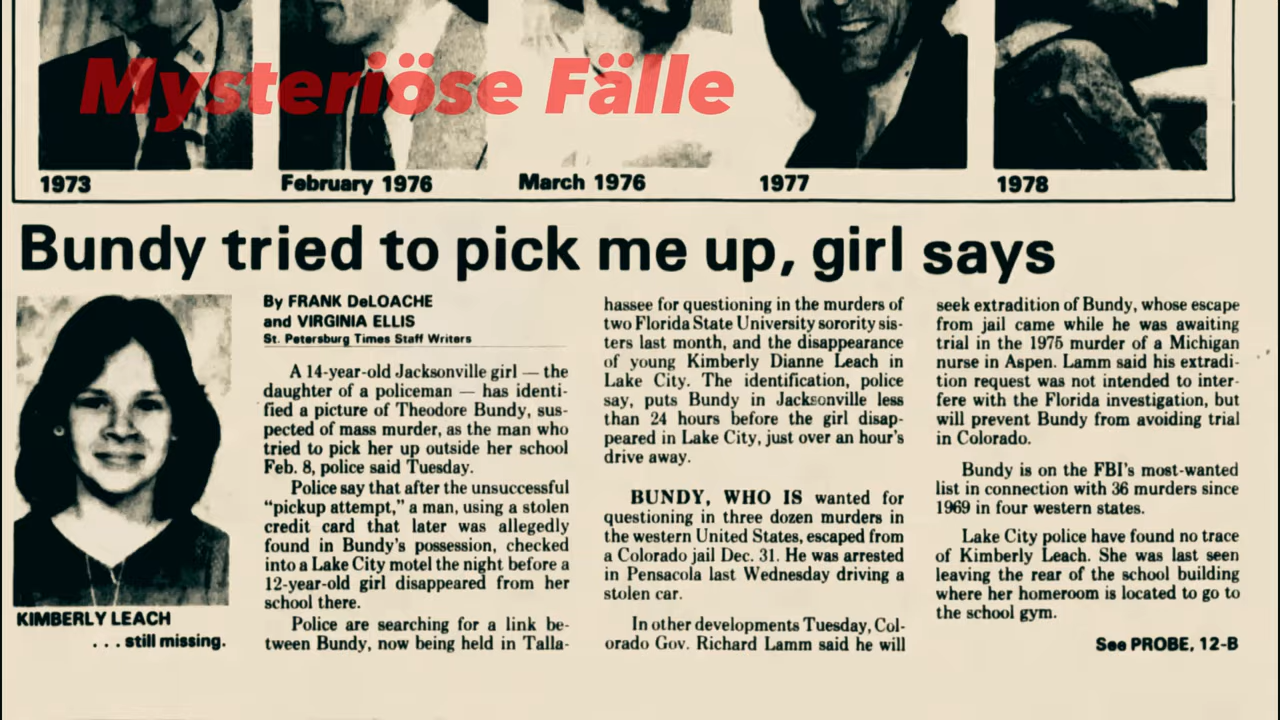 Mysteriöse Fälle
1973
February 1976
March 1976
1977
1978
Bundy tried to pick me up, girl says
KIMBERLY LEACH
. . . still missing.
By FRANK DeLOACHE
and VIRGINIA ELLIS
St. Petersburg Times Staff Writers
A 14-year-old Jacksonville girl — the
daughter of a policeman — has identi-
fied a picture of Theodore Bundy, sus-
pected of mass murder, as the man who
tried to pick her up outside her school
Feb. 8, police said Tuesday.
Police say that after the unsuccessful
“pickup attempt,” a man, using a stolen
credit card that later was allegedly
found in Bundy's possession, checked
into a Lake City motel the night before a
12-year-old girl disappeared from her
school there.
Police are searching for a link be-
tween Bundy, now being held in Talla-
hassee for questioning in the murders of
two Florida State University sorority sis-
ters last month, and the disappearance
of young Kimberly Dianne Leach in
Lake City. The identification, police
say, puts Bundy in Jacksonville less
than 24 hours before the girl disap-
peared in Lake City, just over an hour's
drive away.
BUNDY, WHO IS wanted for
questioning in three dozen murders in
the western United States, escaped from
a Colorado jail Dec. 31. He was arrested
in Pensacola last Wednesday driving a
stolen car.
In other developments Tuesday, Col-
orado Gov. Richard Lamm said he will
seek extradition of Bundy, whose escape
from jail came while he was awaiting
trial in the 1975 murder of a Michigan
nurse in Aspen. Lamm said his extradi-
tion request was not intended to inter-
fere with the Florida investigation, but
will prevent Bundy from avoiding trial
in Colorado.
Bundy is on the FBI's most-wanted
list in connection with 36 murders since
1969 in four western states.
Lake City police have found no trace
of Kimberly Leach. She was last seen
leaving the rear of the school building
where her homeroom is located to go to
the school gym.
See PROBE, 12-B